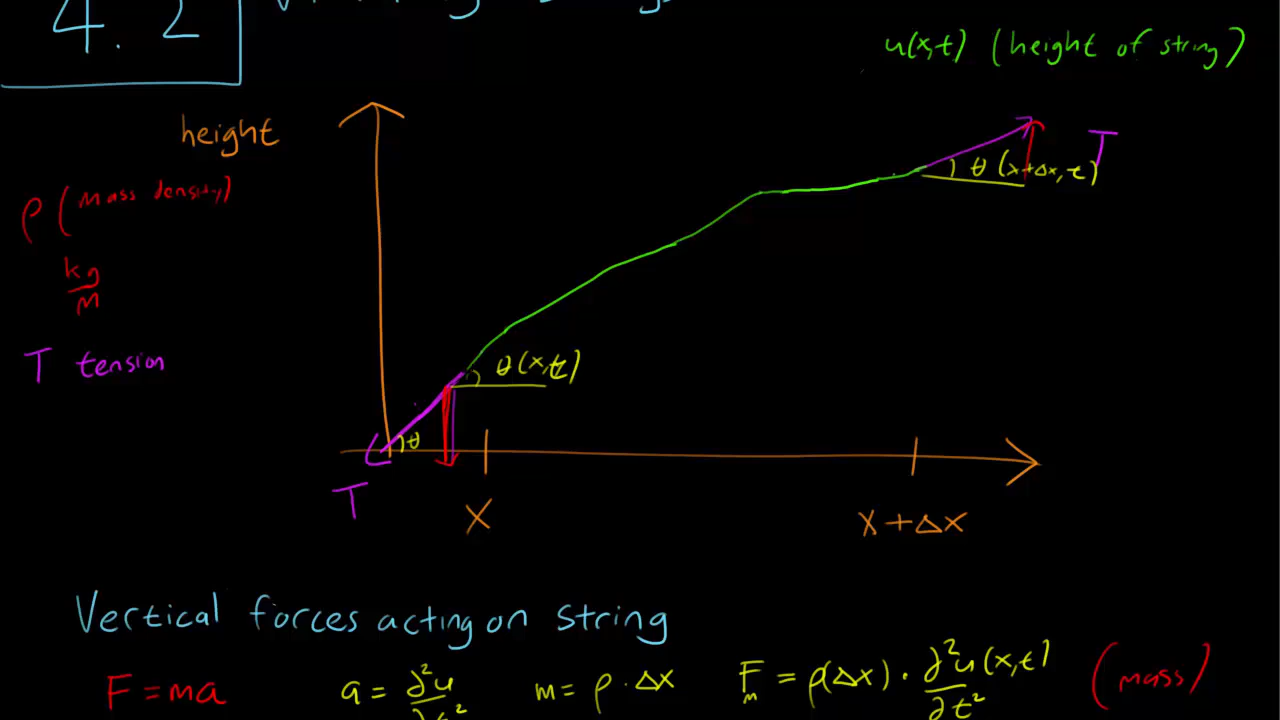 4.2
u(x,t) (height of string)
height
T
θ(x+Δx,t)
ρ (mass density)
kg
m
T tension
θ(x,t)
θ
T
x
x+Δx
Vertical forces acting on string
F=ma
a = ∂²u
m = ρ·Δx
Fₘ = ρ(Δx)·∂²u(x,t)/∂t² (mass)